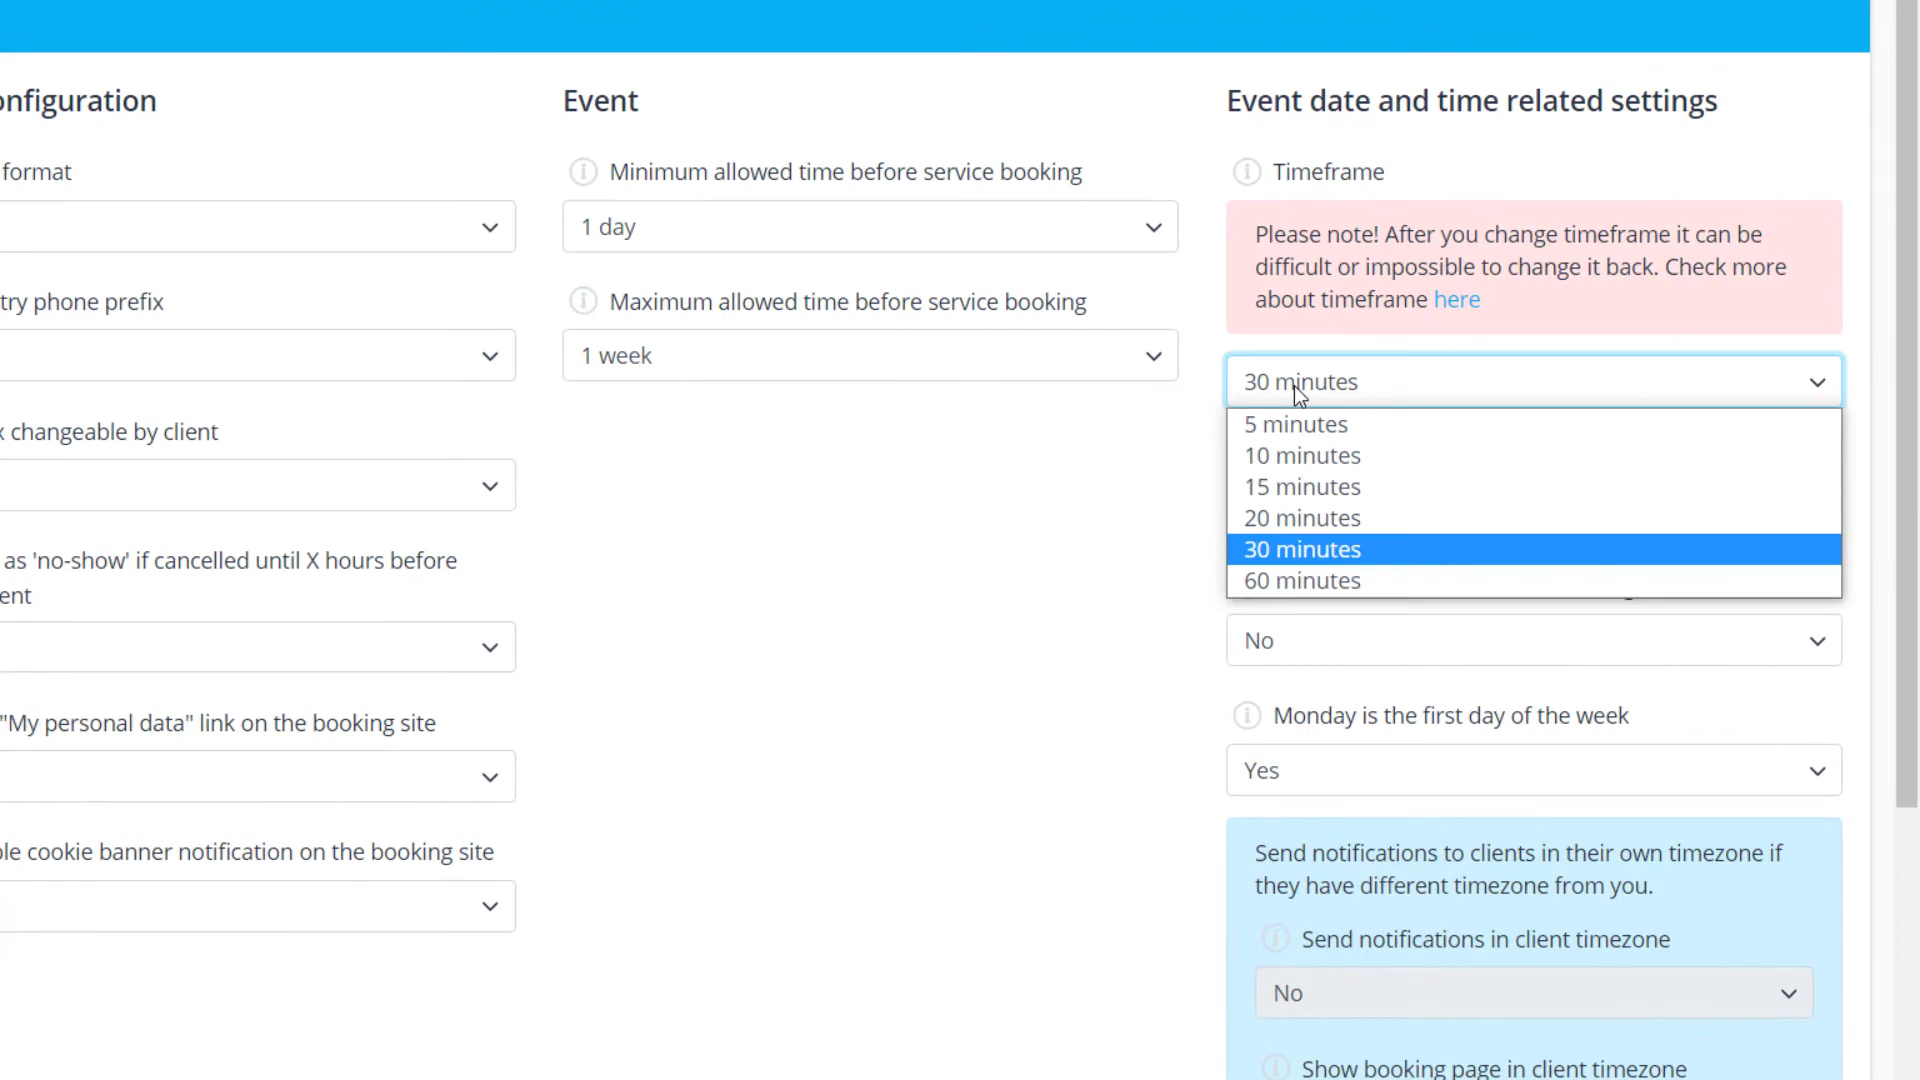 onfiguration
format
try phone prefix
x changeable by client
as 'no-show' if cancelled until X hours before
ent
"My personal data" link on the booking site
le cookie banner notification on the booking site
Event
Minimum allowed time before service booking
1 day
Maximum allowed time before service booking
1 week
Event date and time related settings
Timeframe
Please note! After you change timeframe it can be
difficult or impossible to change it back. Check more
about timeframe here
30 minutes
5 minutes
10 minutes
15 minutes
20 minutes
30 minutes
60 minutes
No
Monday is the first day of the week
Yes
Send notifications to clients in their own timezone if
they have different timezone from you.
Send notifications in client timezone
No
Show booking page in client timezone